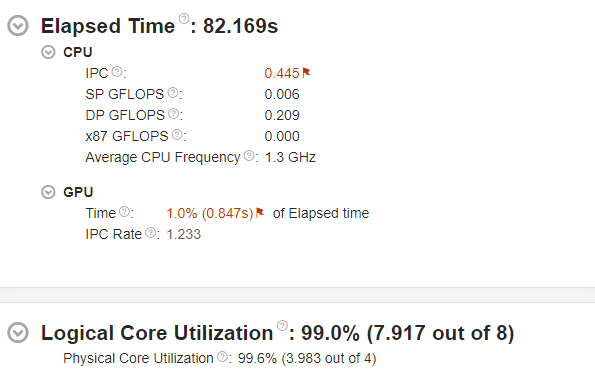 Elapsed Time ?: 82.169s
CPU
IPC ?: 0.445
SP GFLOPS ?: 0.006
DP GFLOPS ?: 0.209
x87 GFLOPS ?: 0.000
Average CPU Frequency ?: 1.3 GHz
GPU
Time ?: 1.0% (0.847s) of Elapsed time
IPC Rate ?: 1.233
Logical Core Utilization ?: 99.0% (7.917 out of 8)
Physical Core Utilization ?: 99.6% (3.983 out of 4)